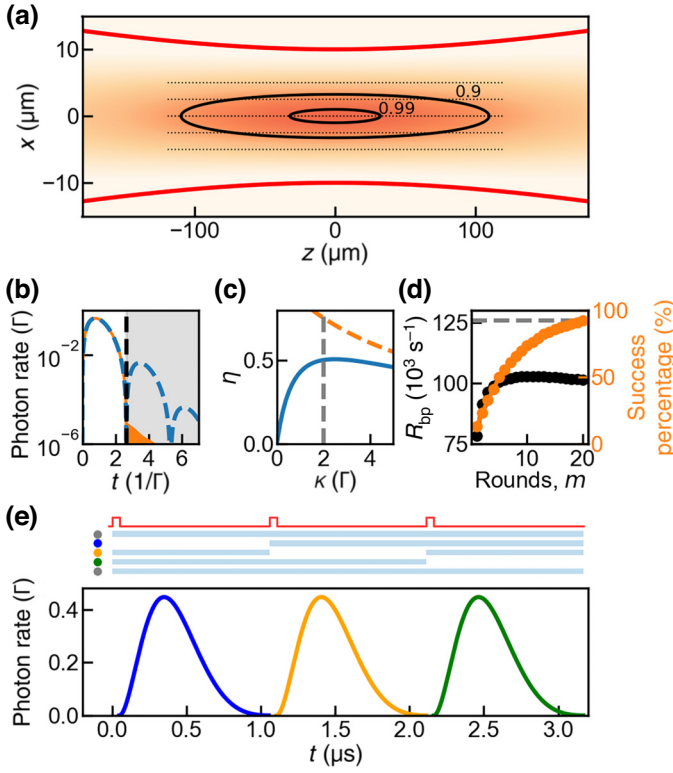 (a)
10
0
−10
x (μm)
0.9
0.99
−100
0
100
z (μm)
(b)
(c)
(d)
Photon rate (Γ)
10⁻²
10⁻⁶
0
2
4
6
t (1/Γ)
η
0.5
0.0
0
2
4
κ (Γ)
R_bp (10³ s⁻¹)
125
100
75
100
50
0
Success
percentage (%)
0
10
20
Rounds, m
(e)
Photon rate (Γ)
0.4
0.2
0.0
0.0
0.5
1.0
1.5
2.0
2.5
3.0
t (μs)